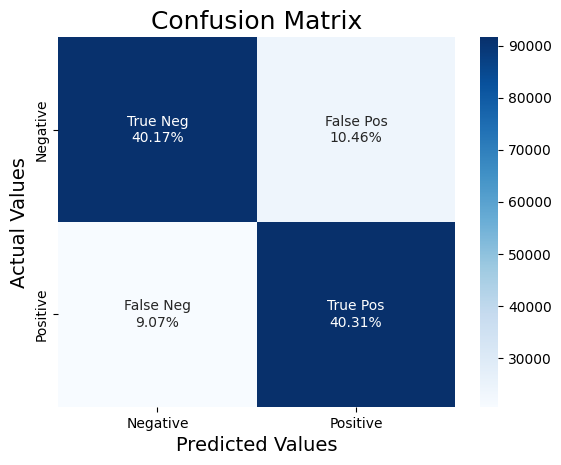 Confusion Matrix
Actual Values
Negative
Positive
True Neg
40.17%
False Pos
10.46%
False Neg
9.07%
True Pos
40.31%
Negative
Positive
Predicted Values
90000
80000
70000
60000
50000
40000
30000